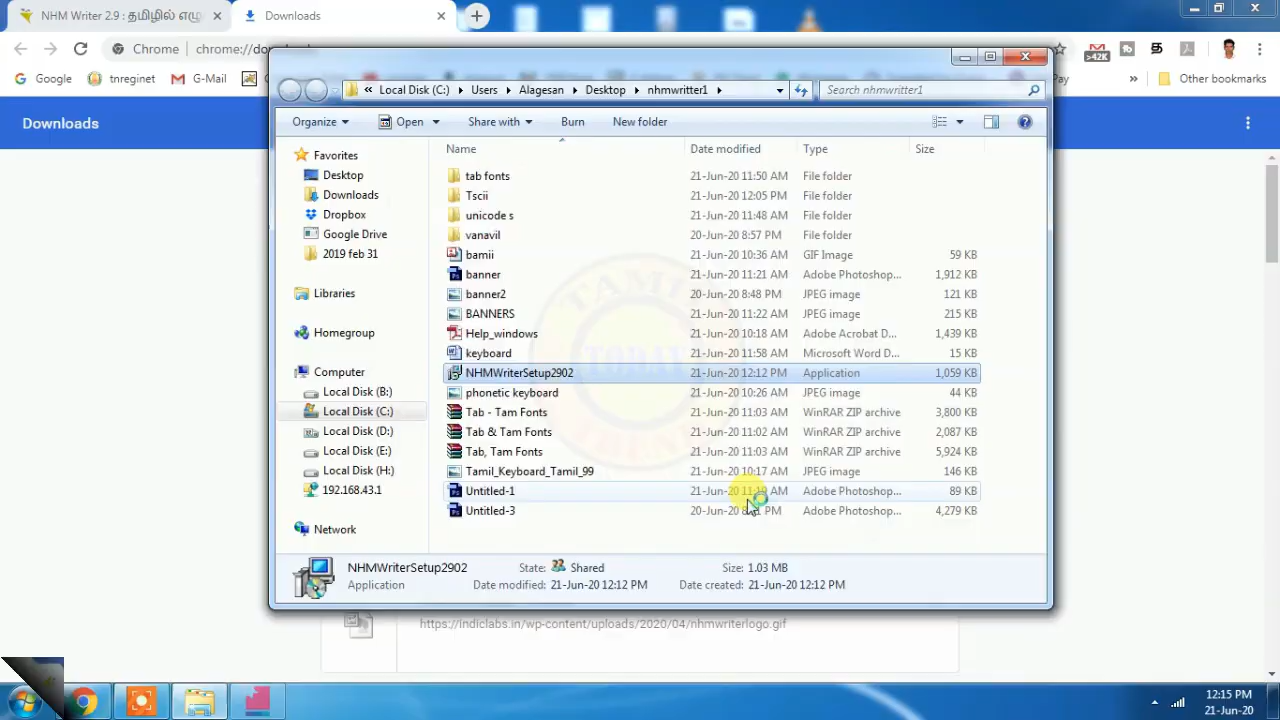 NHM Writer 2.9 : தமிழில் எழு
Downloads
Chrome
chrome://do
>42K
Google
tnreginet
G-Mail
Pay
»
Other bookmarks
Downloads
« Local Disk (C:) Users Alagesan Desktop nhmwritter1
Search nhmwritter1
Organize Open Share with Burn New folder
Name Date modified Type Size
Favorites
Desktop
Downloads
Dropbox
Google Drive
2019 feb 31
Libraries
Homegroup
Computer
Local Disk (B:)
Local Disk (C:)
Local Disk (D:)
Local Disk (E:)
Local Disk (H:)
192.168.43.1
Network
tab fonts 21-Jun-20 11:50 AM File folder
Tscii 21-Jun-20 12:05 PM File folder
unicode s 21-Jun-20 11:48 AM File folder
vanavil 20-Jun-20 8:57 PM File folder
bamii 21-Jun-20 10:36 AM GIF Image 59 KB
banner 21-Jun-20 11:21 AM Adobe Photoshop... 1,912 KB
banner2 20-Jun-20 8:48 PM JPEG image 121 KB
BANNERS 21-Jun-20 11:22 AM JPEG image 215 KB
Help_windows 21-Jun-20 10:18 AM Adobe Acrobat D... 1,439 KB
keyboard 21-Jun-20 11:58 AM Microsoft Word D... 15 KB
NHMWriterSetup2902 21-Jun-20 12:12 PM Application 1,059 KB
phonetic keyboard 21-Jun-20 10:26 AM JPEG image 44 KB
Tab - Tam Fonts 21-Jun-20 11:03 AM WinRAR ZIP archive 3,800 KB
Tab & Tam Fonts 21-Jun-20 11:02 AM WinRAR ZIP archive 2,087 KB
Tab, Tam Fonts 21-Jun-20 11:03 AM WinRAR ZIP archive 5,924 KB
Tamil_Keyboard_Tamil_99 21-Jun-20 10:17 AM JPEG image 146 KB
Untitled-1 21-Jun-20 AM Adobe Photoshop... 89 KB
Untitled-3 20-Jun-20 PM Adobe Photoshop... 4,279 KB
TAMIL
TODAY
NHMWriterSetup2902 State: Shared Size: 1.03 MB
Application Date modified: 21-Jun-20 12:12 PM Date created: 21-Jun-20 12:12 PM
https://indiclabs.in/wp-content/uploads/2020/04/nhmwriterlogo.gif
12:15 PM
21-Jun-20